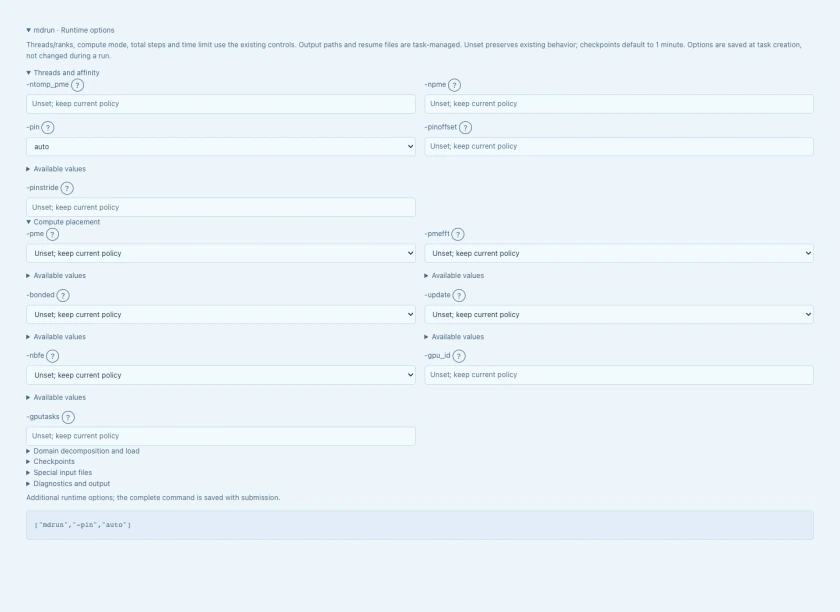 ▼ mdrun · Runtime options
Threads/ranks, compute mode, total steps and time limit use the existing controls. Output paths and resume files are task-managed. Unset preserves existing behavior; checkpoints default to 1 minute. Options are saved at task creation,
not changed during a run.
▼ Threads and affinity
-ntomp_pme ? -npme ?
Unset; keep current policy Unset; keep current policy
-pin ? -pinoffset ?
auto Unset; keep current policy
▶ Available values
-pinstride ?
Unset; keep current policy
▼ Compute placement
-pme ? -pmefft ?
Unset; keep current policy Unset; keep current policy
▶ Available values ▶ Available values
-bonded ? -update ?
Unset; keep current policy Unset; keep current policy
▶ Available values ▶ Available values
-nbfe ? -gpu_id ?
Unset; keep current policy Unset; keep current policy
▶ Available values
-gputasks ?
Unset; keep current policy
▶ Domain decomposition and load
▶ Checkpoints
▶ Special input files
▶ Diagnostics and output
Additional runtime options; the complete command is saved with submission.
["mdrun","-pin","auto"]